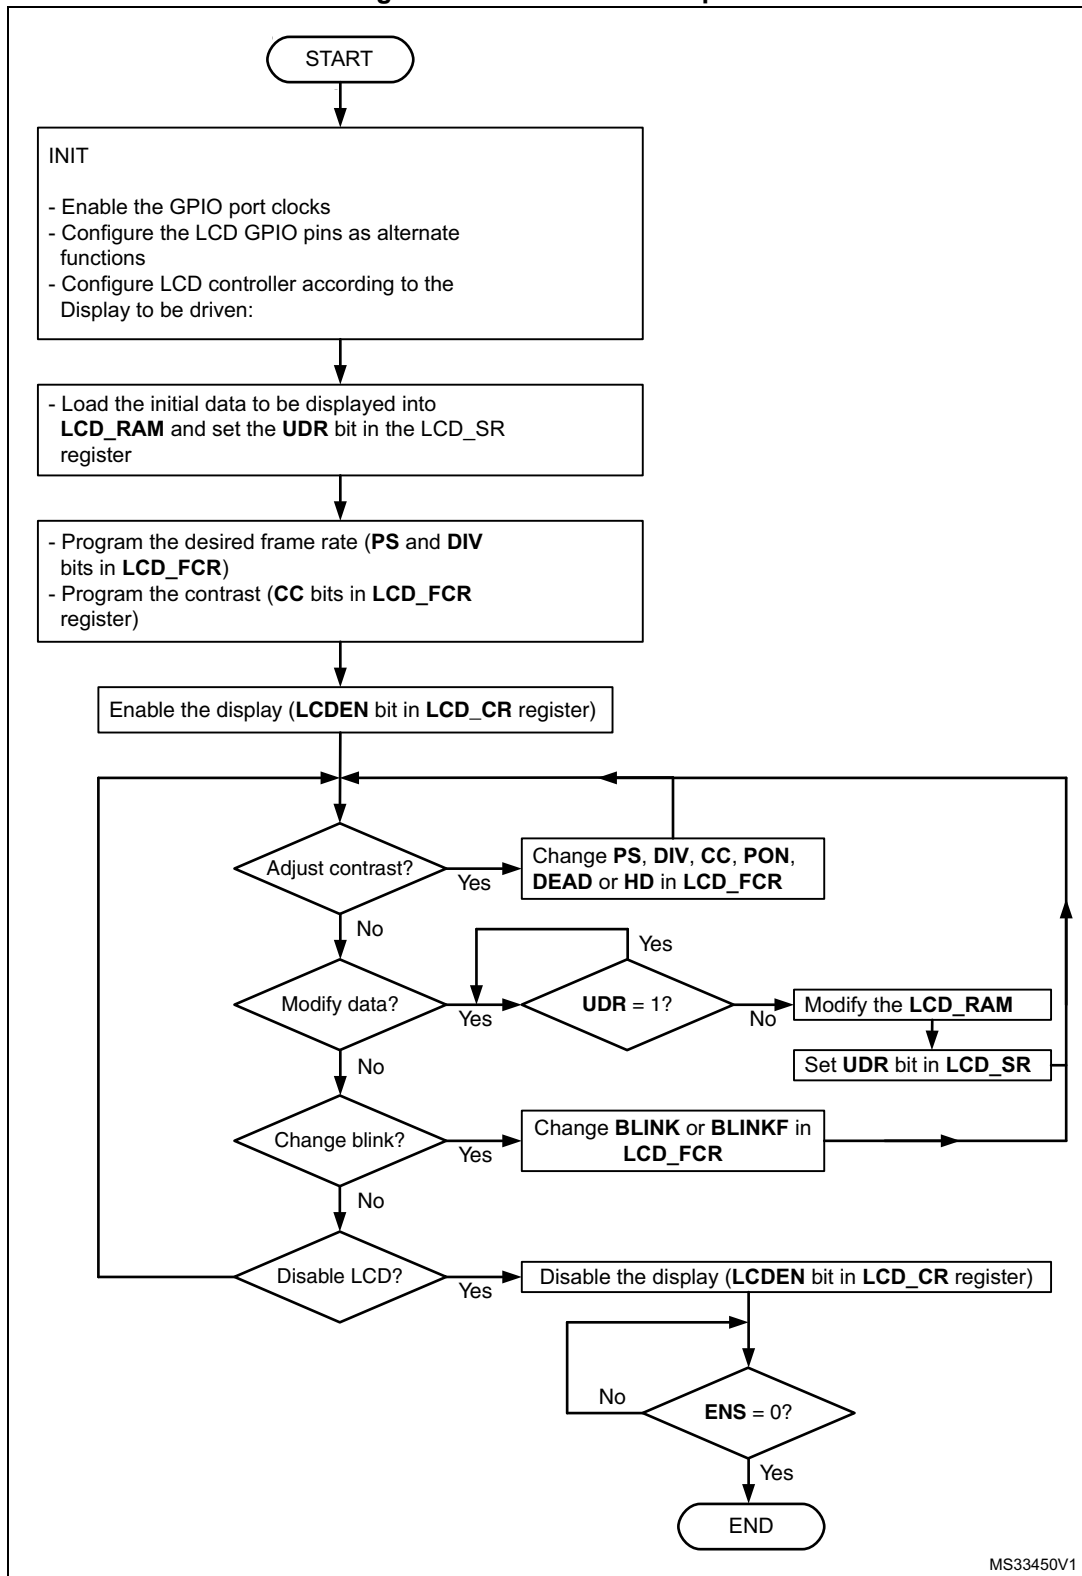 START
INIT
- Enable the GPIO port clocks
- Configure the LCD GPIO pins as alternate
functions
- Configure LCD controller according to the
Display to be driven:
- Load the initial data to be displayed into
LCD_RAM and set the UDR bit in the LCD_SR
register
- Program the desired frame rate (PS and DIV
bits in LCD_FCR)
- Program the contrast (CC bits in LCD_FCR
register)
Enable the display (LCDEN bit in LCD_CR register)
Adjust contrast?
Yes
Change PS, DIV, CC, PON,
DEAD or HD in LCD_FCR
No
Modify data?
Yes
UDR = 1?
Yes
No
Modify the LCD_RAM
Set UDR bit in LCD_SR
No
Change blink?
Yes
Change BLINK or BLINKF in
LCD_FCR
No
Disable LCD?
Yes
Disable the display (LCDEN bit in LCD_CR register)
No
ENS = 0?
Yes
END
MS33450V1